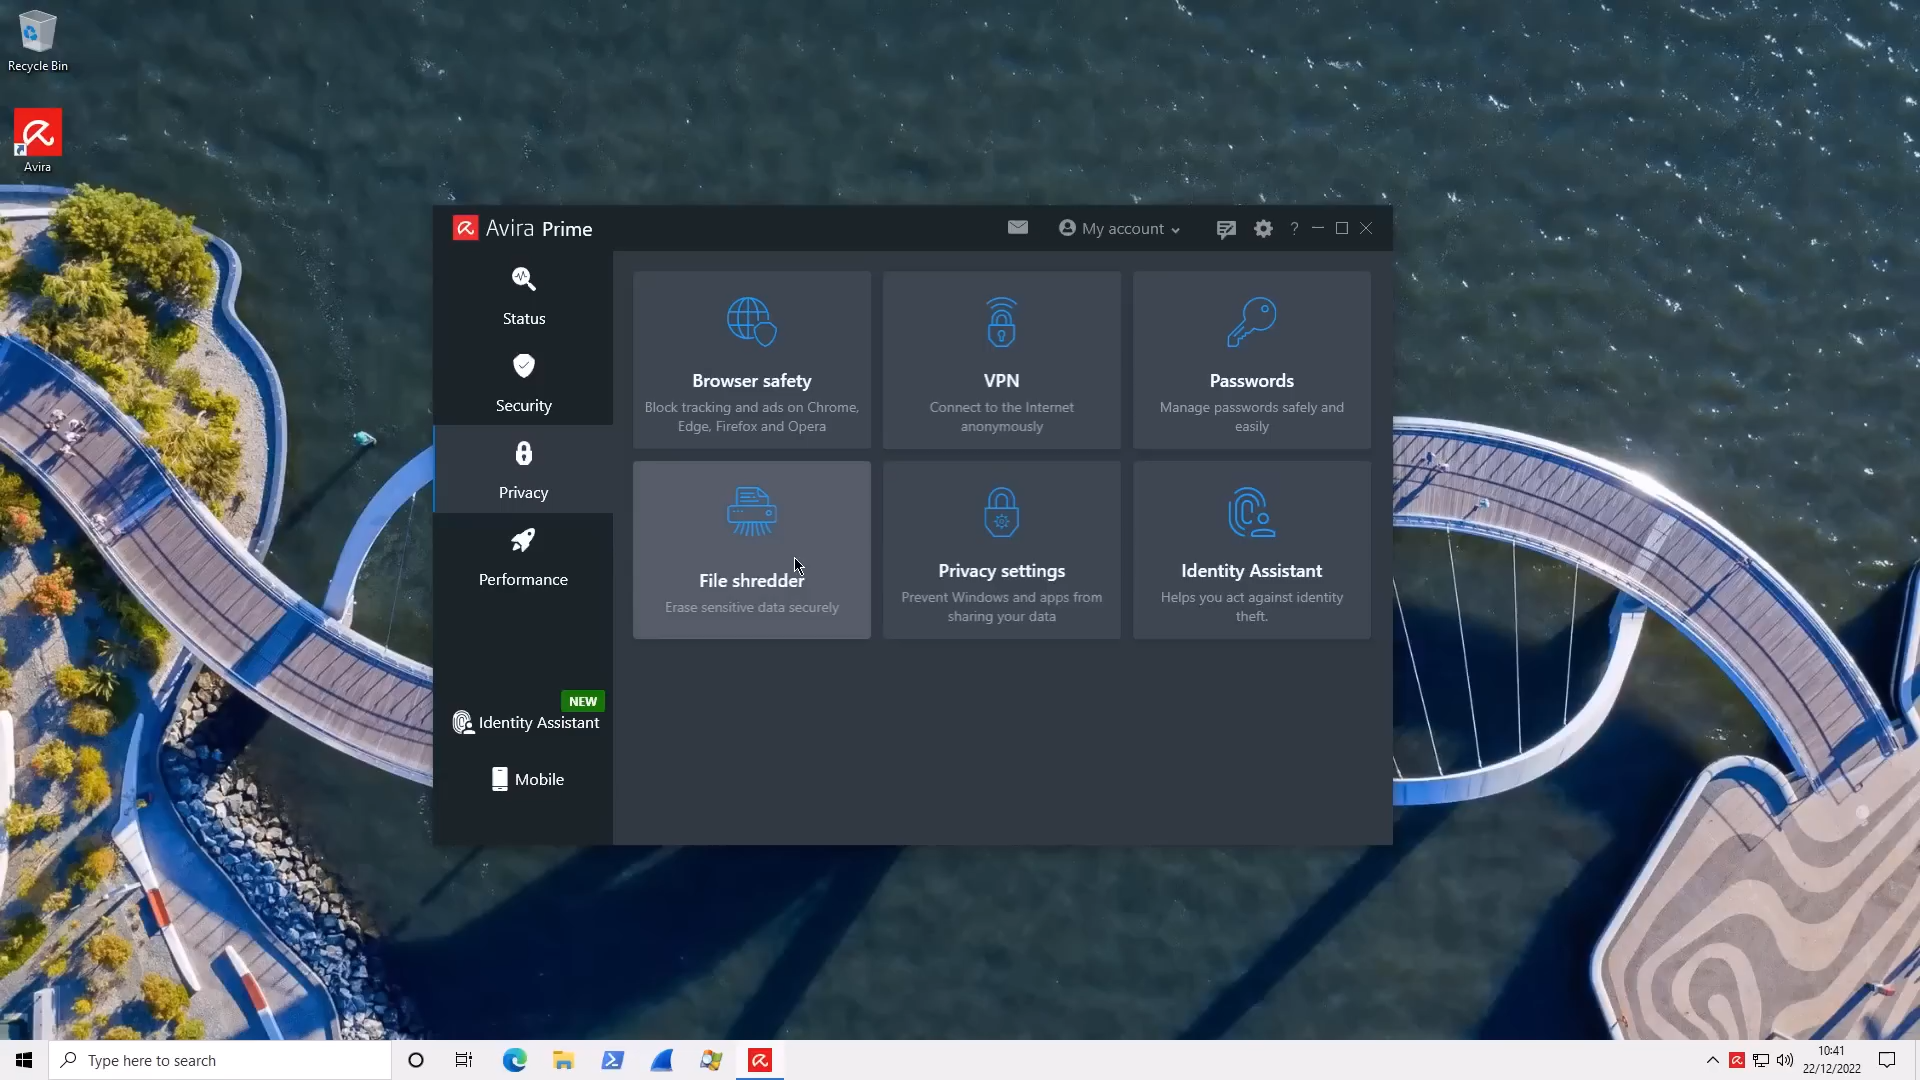 Recycle Bin
Avira
Avira Prime
My account
?
Status
Security
Privacy
Performance
NEW
Identity Assistant
Mobile
Browser safety
Block tracking and ads on Chrome,
Edge, Firefox and Opera
VPN
Connect to the Internet
anonymously
Passwords
Manage passwords safely and
easily
File shredder
Erase sensitive data securely
Privacy settings
Prevent Windows and apps from
sharing your data
Identity Assistant
Helps you act against identity
theft.
Type here to search
10:41
22/12/2022